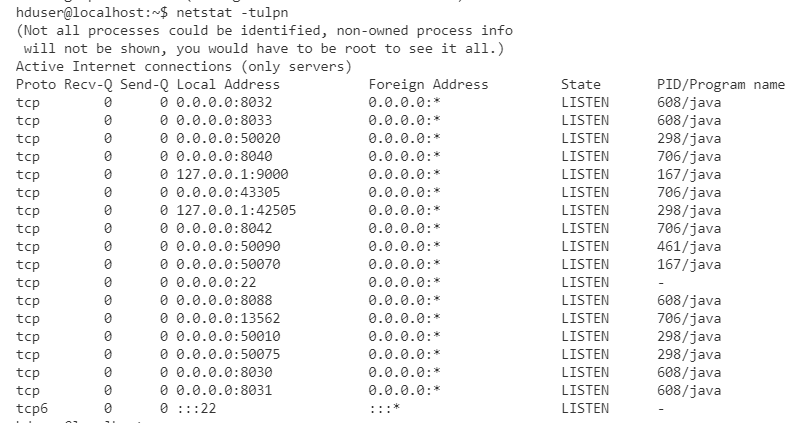 hduser@localhost:~$ netstat -tulpn
(Not all processes could be identified, non-owned process info
 will not be shown, you would have to be root to see it all.)
Active Internet connections (only servers)
Proto Recv-Q Send-Q Local Address           Foreign Address         State       PID/Program name
tcp        0      0 0.0.0.0:8032            0.0.0.0:*               LISTEN      608/java
tcp        0      0 0.0.0.0:8033            0.0.0.0:*               LISTEN      608/java
tcp        0      0 0.0.0.0:50020           0.0.0.0:*               LISTEN      298/java
tcp        0      0 0.0.0.0:8040            0.0.0.0:*               LISTEN      706/java
tcp        0      0 127.0.0.1:9000          0.0.0.0:*               LISTEN      167/java
tcp        0      0 0.0.0.0:43305           0.0.0.0:*               LISTEN      706/java
tcp        0      0 127.0.0.1:42505         0.0.0.0:*               LISTEN      298/java
tcp        0      0 0.0.0.0:8042            0.0.0.0:*               LISTEN      706/java
tcp        0      0 0.0.0.0:50090           0.0.0.0:*               LISTEN      461/java
tcp        0      0 0.0.0.0:50070           0.0.0.0:*               LISTEN      167/java
tcp        0      0 0.0.0.0:22              0.0.0.0:*               LISTEN      -
tcp        0      0 0.0.0.0:8088            0.0.0.0:*               LISTEN      608/java
tcp        0      0 0.0.0.0:13562           0.0.0.0:*               LISTEN      706/java
tcp        0      0 0.0.0.0:50010           0.0.0.0:*               LISTEN      298/java
tcp        0      0 0.0.0.0:50075           0.0.0.0:*               LISTEN      298/java
tcp        0      0 0.0.0.0:8030            0.0.0.0:*               LISTEN      608/java
tcp        0      0 0.0.0.0:8031            0.0.0.0:*               LISTEN      608/java
tcp6       0      0 :::22                   :::*                    LISTEN      -